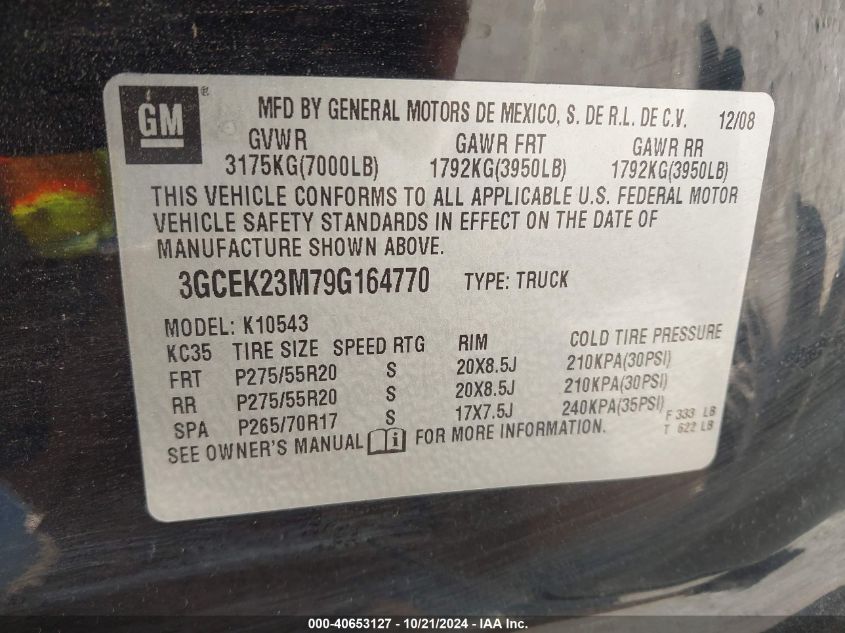 GM®
MFD BY GENERAL MOTORS DE MEXICO, S. DE R.L. DE C.V. 12/08
GVWR GAWR FRT GAWR RR
3175KG(7000LB) 1792KG(3950LB) 1792KG(3950LB)
THIS VEHICLE CONFORMS TO ALL APPLICABLE U.S. FEDERAL MOTOR
VEHICLE SAFETY STANDARDS IN EFFECT ON THE DATE OF
MANUFACTURE SHOWN ABOVE.
3GCEK23M79G164770 TYPE: TRUCK
MODEL: K10543
KC35 TIRE SIZE SPEED RTG RIM COLD TIRE PRESSURE
FRT P275/55R20 S 20X8.5J 210KPA(30PSI)
RR P275/55R20 S 20X8.5J 210KPA(30PSI)
SPA P265/70R17 S 17X7.5J 240KPA(35PSI) F 333 LB
SEE OWNER'S MANUAL FOR MORE INFORMATION. T 622 LB
000-40653127 - 10/21/2024 - IAA Inc.